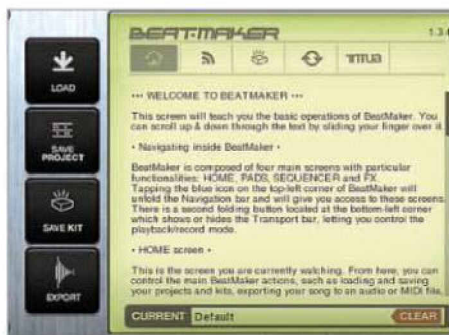 BEAT-MAKER
LOAD
SAVE
PROJECT
SAVE KIT
EXPORT
••• WELCOME TO BEATMAKER •••
This screen will teach you the basic operations of BeatMaker. You
can scroll up & down through the text by sliding your finger over it.
• Navigating inside BeatMaker •
BeatMaker is composed of four main screens with particular
functionalities: HOME, PADS, SEQUENCER and FX.
Tapping the blue icon on the top-left corner of BeatMaker will
unfold the Navigation bar and will give you access to these screens.
There is a second folding button located at the bottom-left corner
which shows or hides the Transport bar, letting you control the
playback/record mode.
• HOME screen •
This is the screen you are currently watching. From here, you can
control the main BeatMaker actions, such as loading and saving
your projects and kits, exporting your song to an audio or MIDI file,
CURRENT Default CLEAR